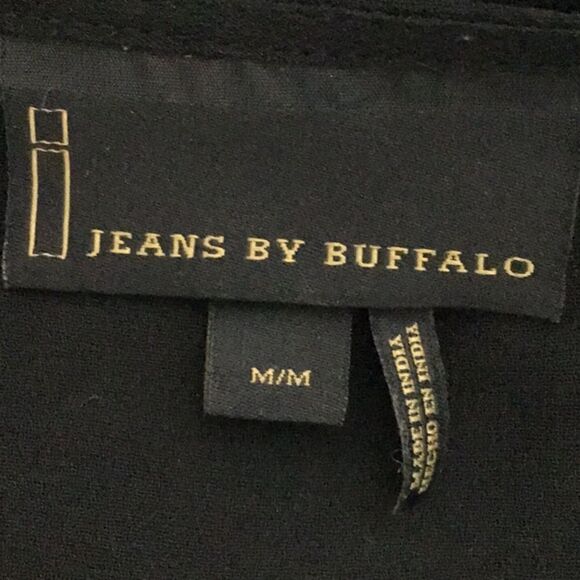 i JEANS BY BUFFALO
M/M
MADE IN INDIA
HECHO EN INDIA